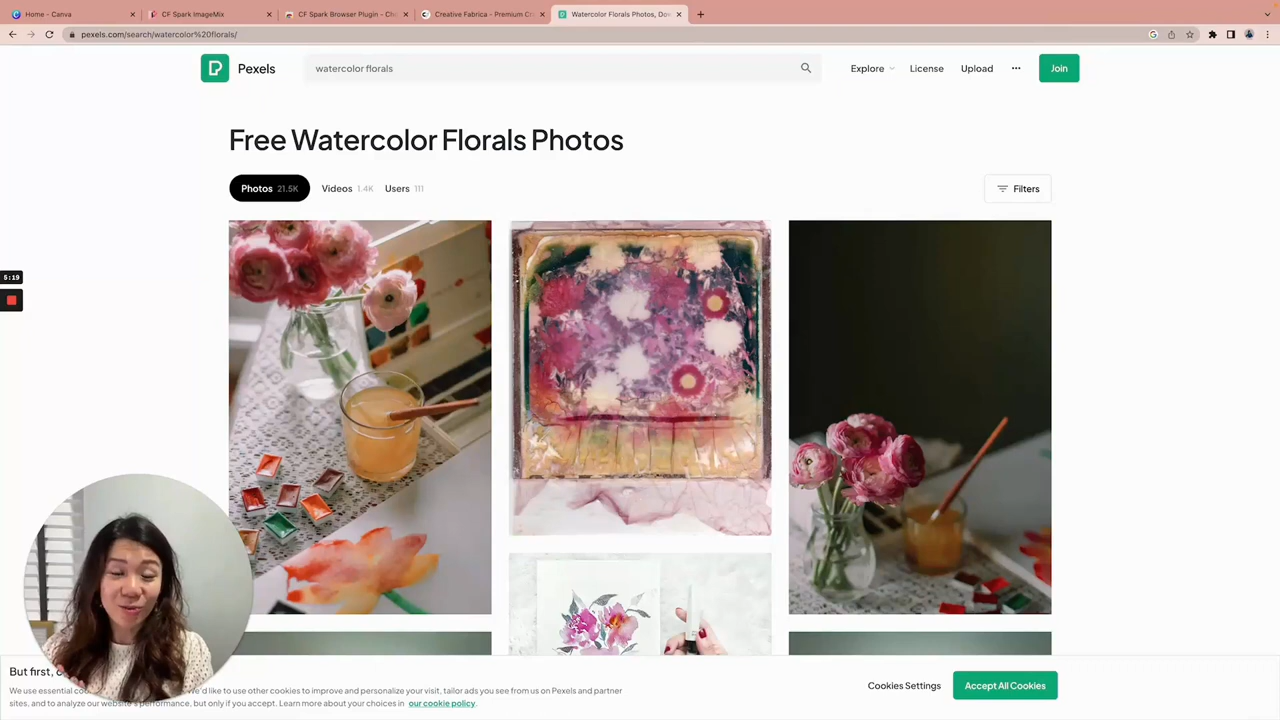 Home - Canva
CF Spark ImageMix
CF Spark Browser Plugin - Ch
Creative Fabrica - Premium Cr
Watercolor Florals Photos, Dow
pexels.com/search/watercolor%20florals/
Pexels
watercolor florals
Explore
License
Upload
Join
Free Watercolor Florals Photos
Photos 21.5K
Videos 1.4K
Users 111
Filters
5:19
But first,
We use essential We'd like to use other cookies to improve and personalize your visit, tailor ads you see from us on Pexels and partner
sites, and to analyze our website's performance, but only if you accept. Learn more about your choices in our cookie policy.
Cookies Settings
Accept All Cookies